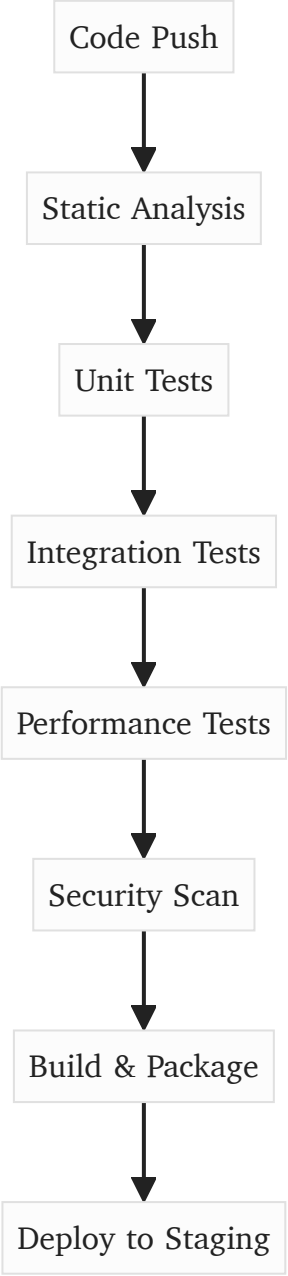 Code Push
Static Analysis
Unit Tests
Integration Tests
Performance Tests
Security Scan
Build & Package
Deploy to Staging